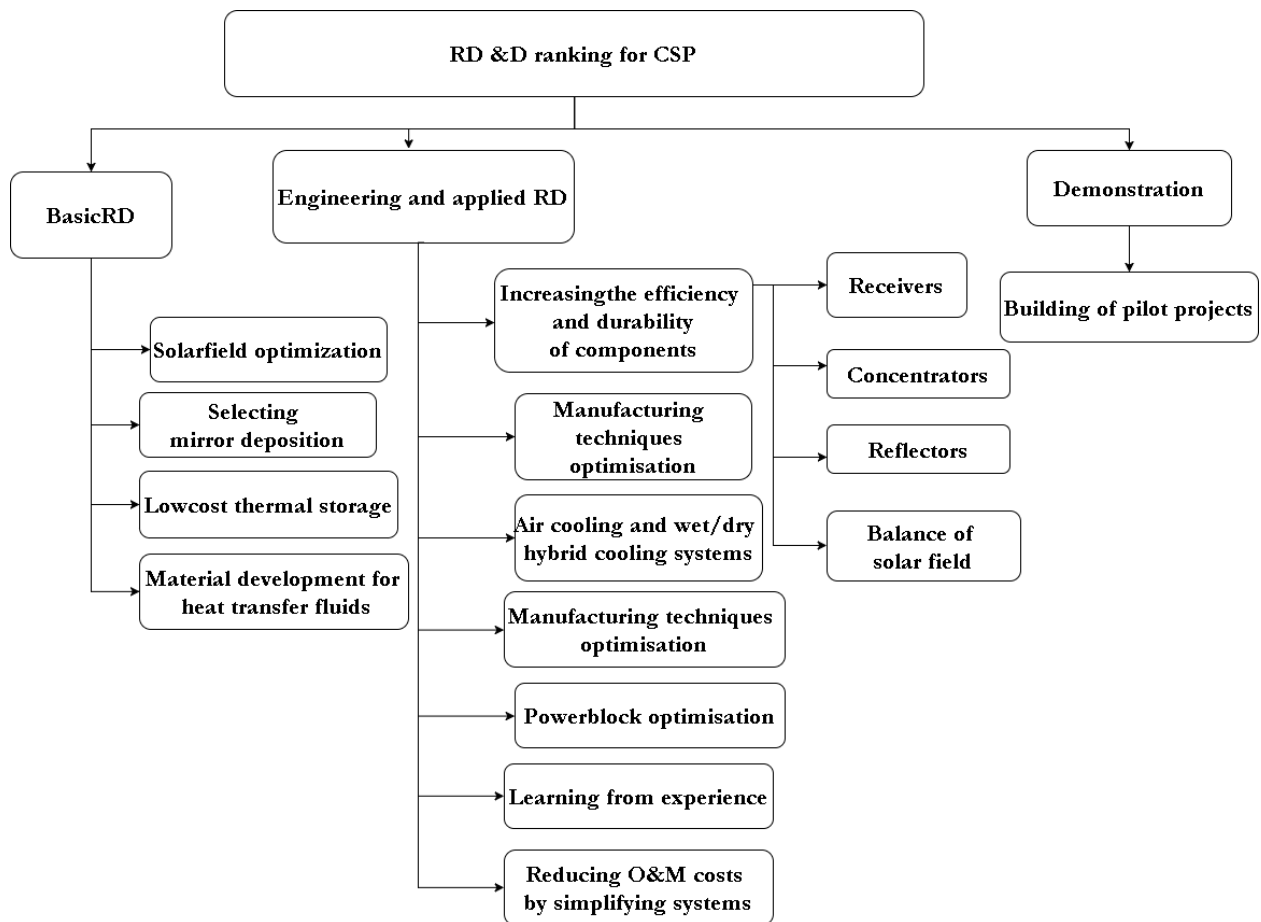 RD &D ranking for CSP
BasicRD
Solarfield optimization
Selecting
mirror deposition
Lowcost thermal storage
Material development for
heat transfer fluids
Engineering and applied RD
Increasingthe efficiency
and durability
of components
Receivers
Concentrators
Reflectors
Balance of
solar field
Manufacturing
techniques
optimisation
Air cooling and wet/dry
hybrid cooling systems
Manufacturing techniques
optimisation
Powerblock optimisation
Learning from experience
Reducing O&M costs
by simplifying systems
Demonstration
Building of pilot projects